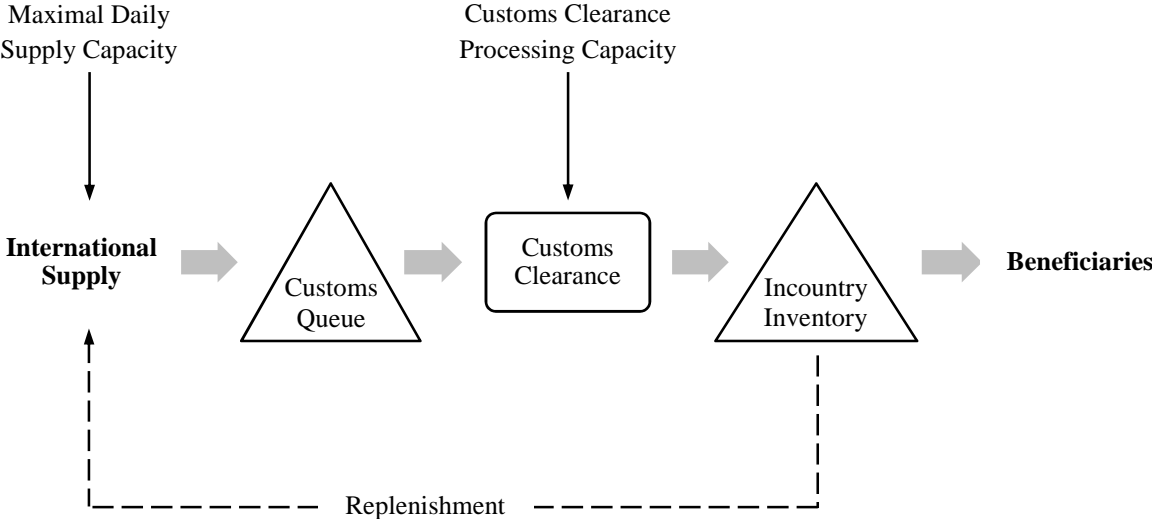 Maximal Daily
Supply Capacity
Customs Clearance
Processing Capacity
International
Supply
Customs
Queue
Customs
Clearance
Incountry
Inventory
Beneficiaries
Replenishment